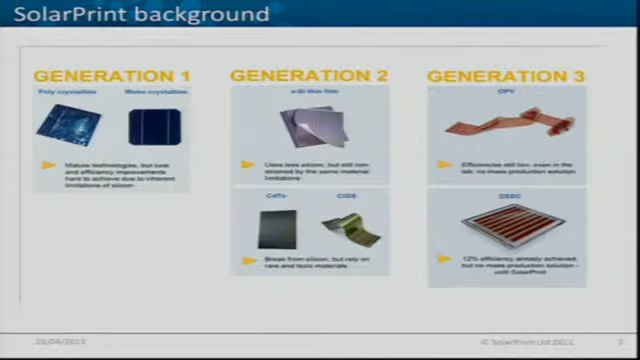 SolarPrint background
GENERATION 1
Poly crystalline
Mono crystalline
Mature technologies, but cost
and efficiency improvements
hard to achieve due to inherent
limitations of silicon
GENERATION 2
a-Si thin film
Uses less silicon, but still con-
strained by the same material
limitations
CdTe
CIGS
Break from silicon, but rely on
rare and toxic materials
GENERATION 3
OPV
Efficiencies still low, even in the
lab, no mass production solution
DSSC
12% efficiency already achieved,
but no mass production solution -
until SolarPrint
© SolarPrint Ltd 2012
2